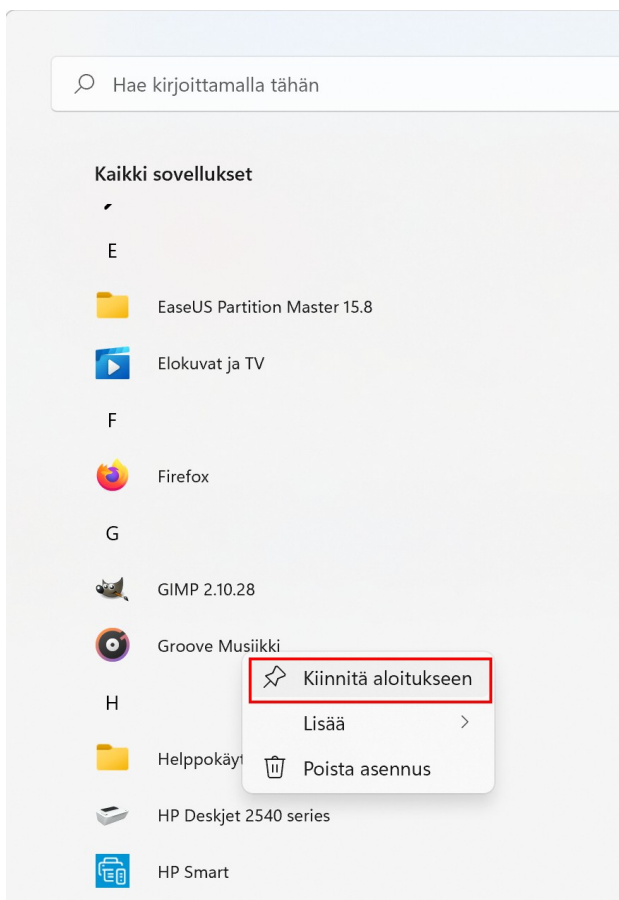 Hae kirjoittamalla tähän
Kaikki sovellukset
E
EaseUS Partition Master 15.8
Elokuvat ja TV
F
Firefox
G
GIMP 2.10.28
Groove Musiikki
Kiinnitä aloitukseen
H
Lisää
Poista asennus
HP Deskjet 2540 series
HP Smart